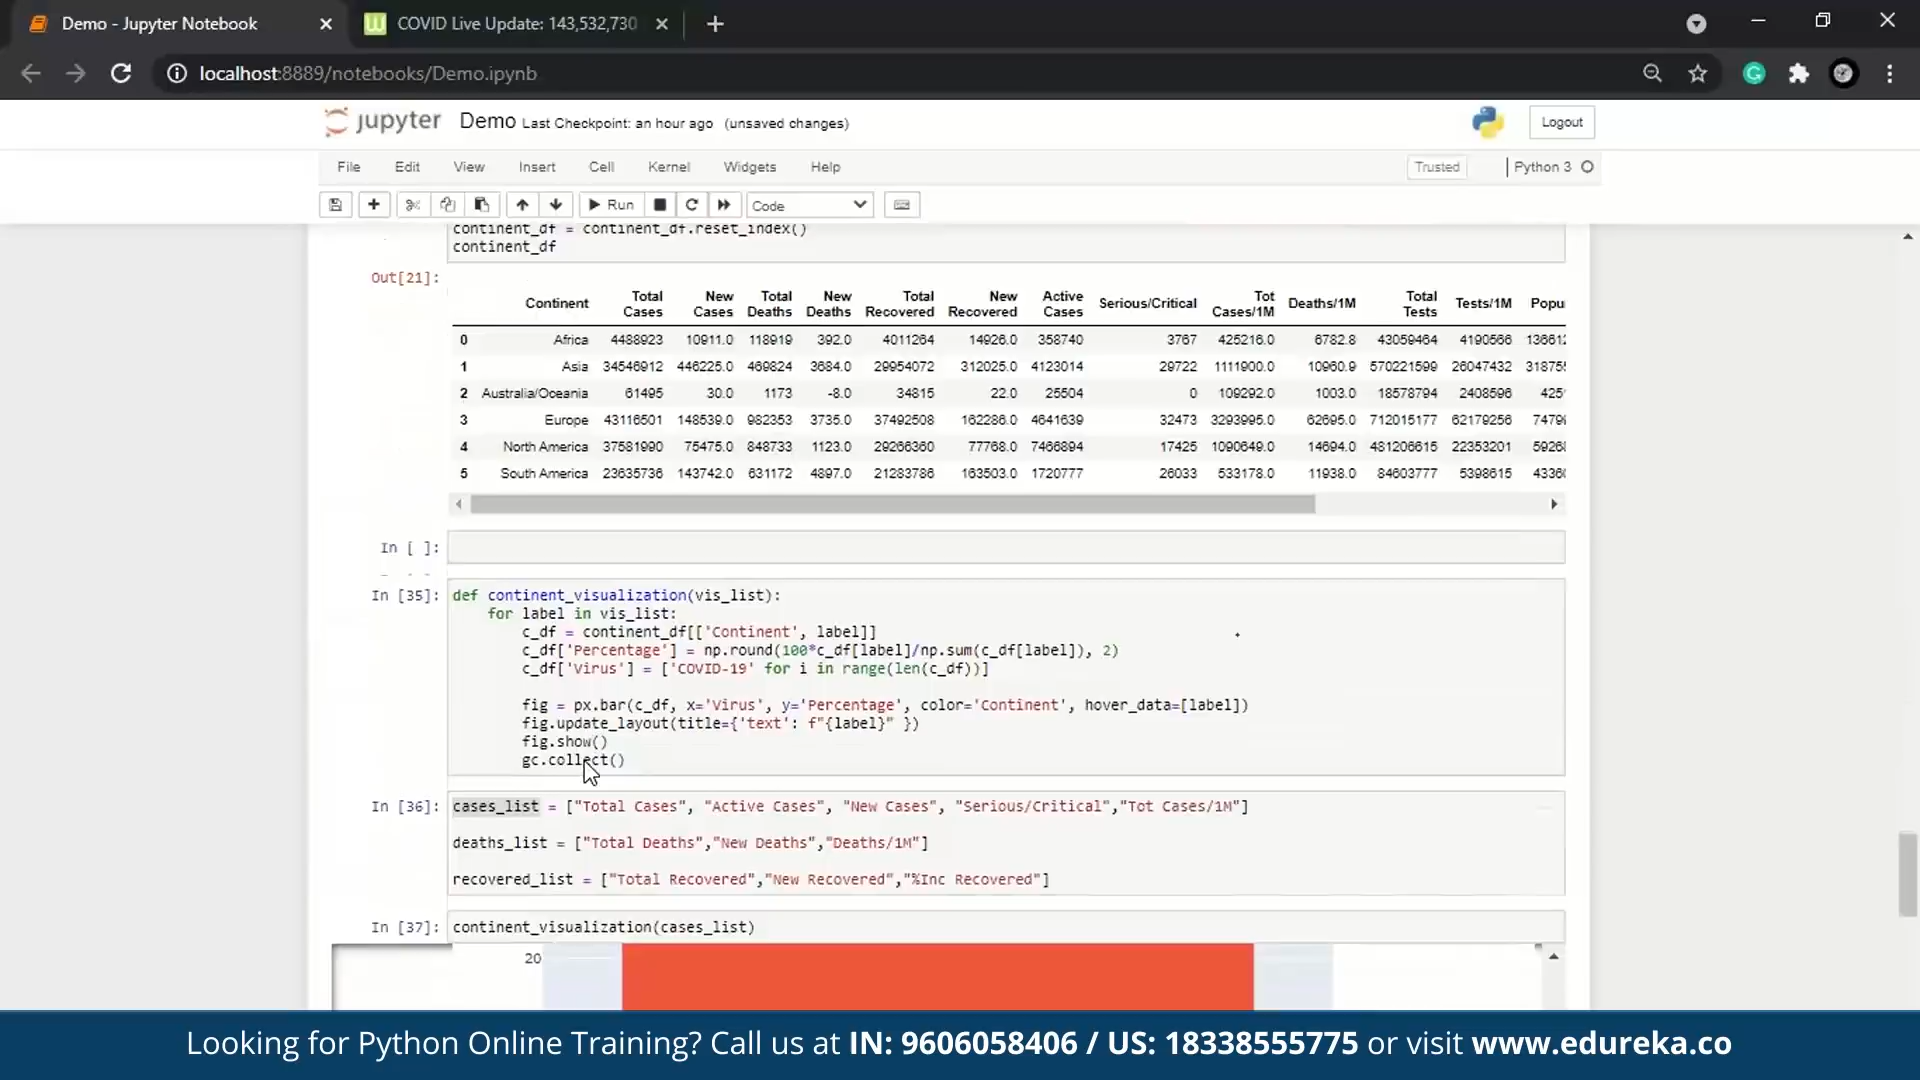 Demo - Jupyter Notebook
COVID Live Update: 143,532,730
localhost:8889/notebooks/Demo.ipynb
jupyter Demo Last Checkpoint: an hour ago (unsaved changes)
Logout
File Edit View Insert Cell Kernel Widgets Help
Trusted
Python 3
Run
Code
continent_df = continent_df.reset_index()
continent_df
Out[21]:
Continent Total Cases New Cases Total Deaths New Deaths Total Recovered New Recovered Active Cases Serious/Critical Tot Cases/1M Deaths/1M Total Tests Tests/1M Popu
0 Africa 4488923 10911.0 118919 392.0 4011264 14926.0 358740 3767 425216.0 6782.8 43059464 4190566 136612
1 Asia 34546912 446225.0 469824 3684.0 29954072 312025.0 4123014 29722 1111900.0 10960.9 570221599 26047432 318755
2 Australia/Oceania 61495 30.0 1173 -8.0 34815 22.0 25504 0 109292.0 1003.0 18578794 2408596 425
3 Europe 43116501 148539.0 982353 3735.0 37492508 162286.0 4641639 32473 3293995.0 62695.0 712015177 62179256 7479
4 North America 37581990 75475.0 848733 1123.0 29266360 77768.0 7466894 17425 1090649.0 14694.0 481206615 22353201 5926
5 South America 23635736 143742.0 631172 4897.0 21283786 163503.0 1720777 26033 533178.0 11938.0 84603777 5398615 4336
In [ ]:
In [35]:
def continent_visualization(vis_list):
for label in vis_list:
c_df = continent_df[['Continent', label]]
c_df['Percentage'] = np.round(100*c_df[label]/np.sum(c_df[label]), 2)
c_df['Virus'] = ['COVID-19' for i in range(len(c_df))]
fig = px.bar(c_df, x='Virus', y='Percentage', color='Continent', hover_data=[label])
fig.update_layout(title={'text': f"{label}" })
fig.show()
gc.collect()
In [36]:
cases_list = ["Total Cases", "Active Cases", "New Cases", "Serious/Critical","Tot Cases/1M"]
deaths_list = ["Total Deaths","New Deaths","Deaths/1M"]
recovered_list = ["Total Recovered","New Recovered","%Inc Recovered"]
In [37]:
continent_visualization(cases_list)
20
Looking for Python Online Training? Call us at IN: 9606058406 / US: 18338555775 or visit www.edureka.co